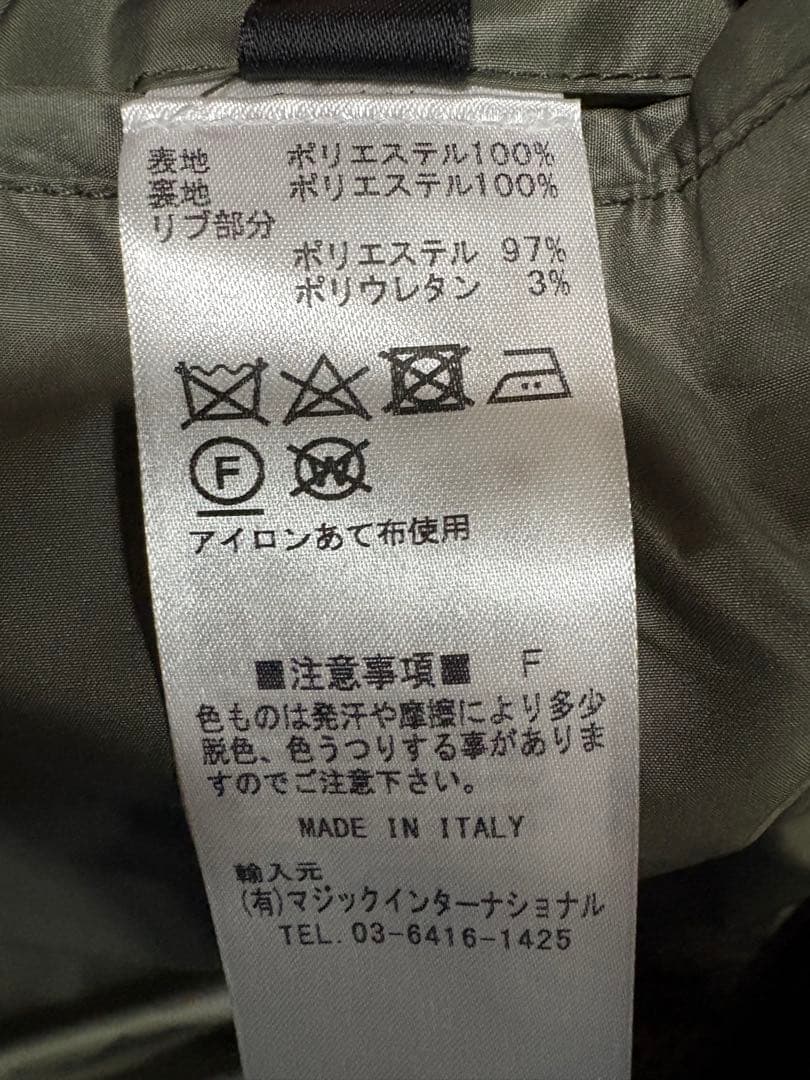 表地 ポリエステル100%
裏地 ポリエステル100%
リブ部分
ポリエステル 97%
ポリウレタン 3%
F W
アイロンあて布使用
■注意事項■ F
色ものは発汗や摩擦により多少
脱色、色うつりする事がありま
すのでご注意下さい。
MADE IN ITALY
輸入元
(有)マジックインターナショナル
TEL. 03-6416-1425